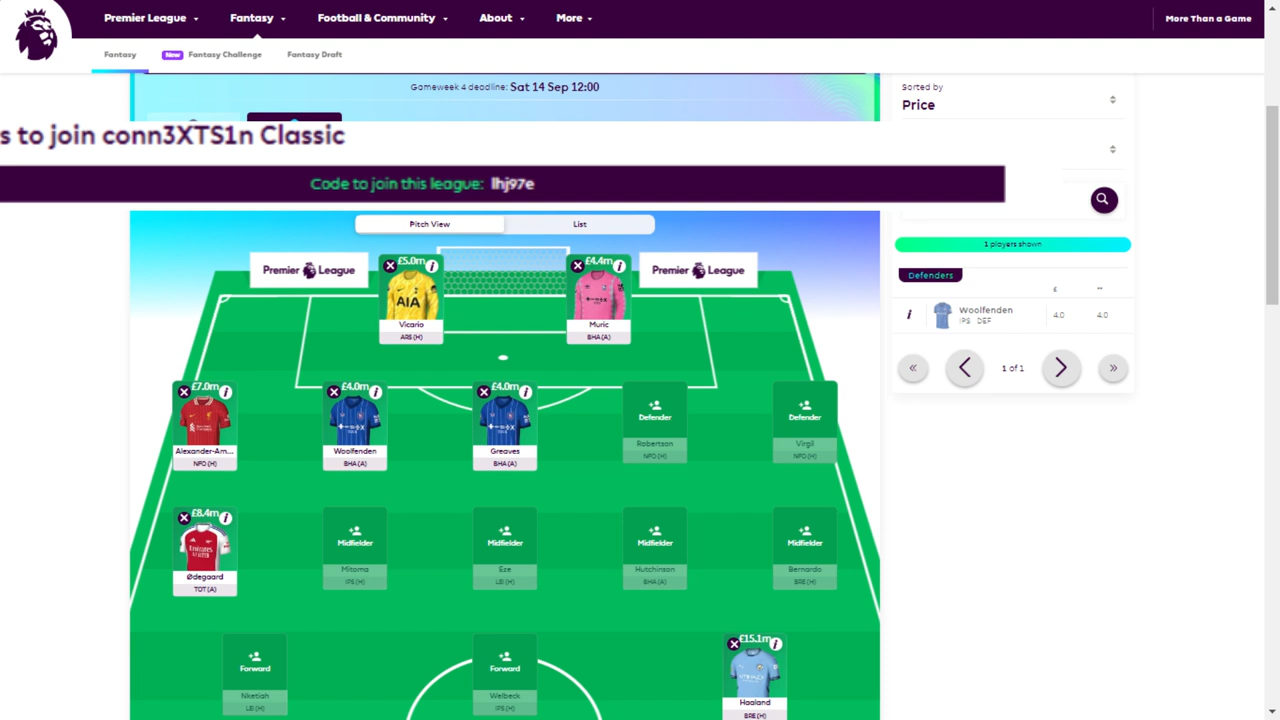 Premier League
Fantasy
Football & Community
About
More
More Than a Game
Fantasy
New
Fantasy Challenge
Fantasy Draft
Gameweek 4 deadline: Sat 14 Sep 12:00
Sorted by
Price
s to join conn3XTS1n Classic
Code to join this league: lhj97e
Pitch View
List
1 players shown
Defenders
£
**
i
Woolfenden
IPS DEF
4.0
4.0
1 of 1
Premier League
Premier League
£5.0m
AIA
Vicario
ARS (H)
£4.4m
Muric
BHA (A)
£7.0m
Alexander-Arn...
NFO (H)
£4.0m
Woolfenden
BHA (A)
£4.0m
Greaves
BHA (A)
Defender
Robertson
NFO (H)
Defender
Virgil
NFO (H)
£8.4m
Ødegaard
TOT (A)
Midfielder
Mitoma
IPS (H)
Midfielder
Eze
LEI (H)
Midfielder
Hutchinson
BHA (A)
Midfielder
Bernardo
BRE (H)
Forward
Nketiah
LEI (H)
Forward
Welbeck
IPS (H)
£15.1m
Haaland
BRE (H)